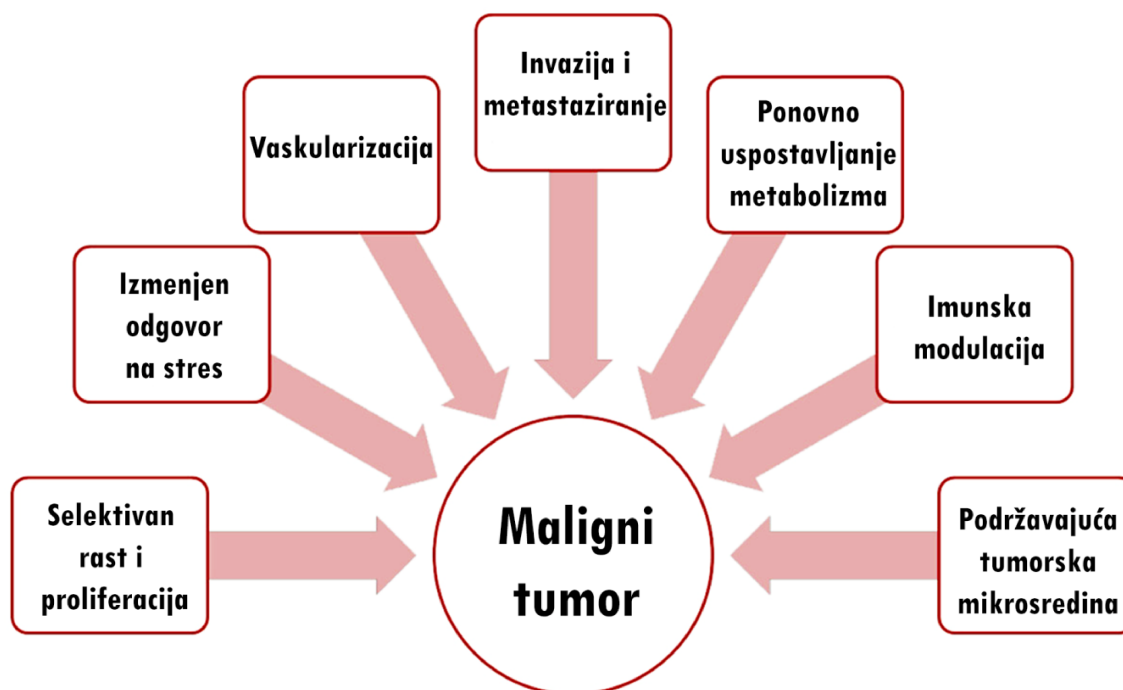 Invazija i
metastaziranje
Vaskularizacija
Ponovno
uspostavljanje
metabolizma
Izmenjen
odgovor
na stres
Imunska
modulacija
Selektivan
rast i
proliferacija
Maligni
tumor
Podržavajuća
tumorska
mikrosredina